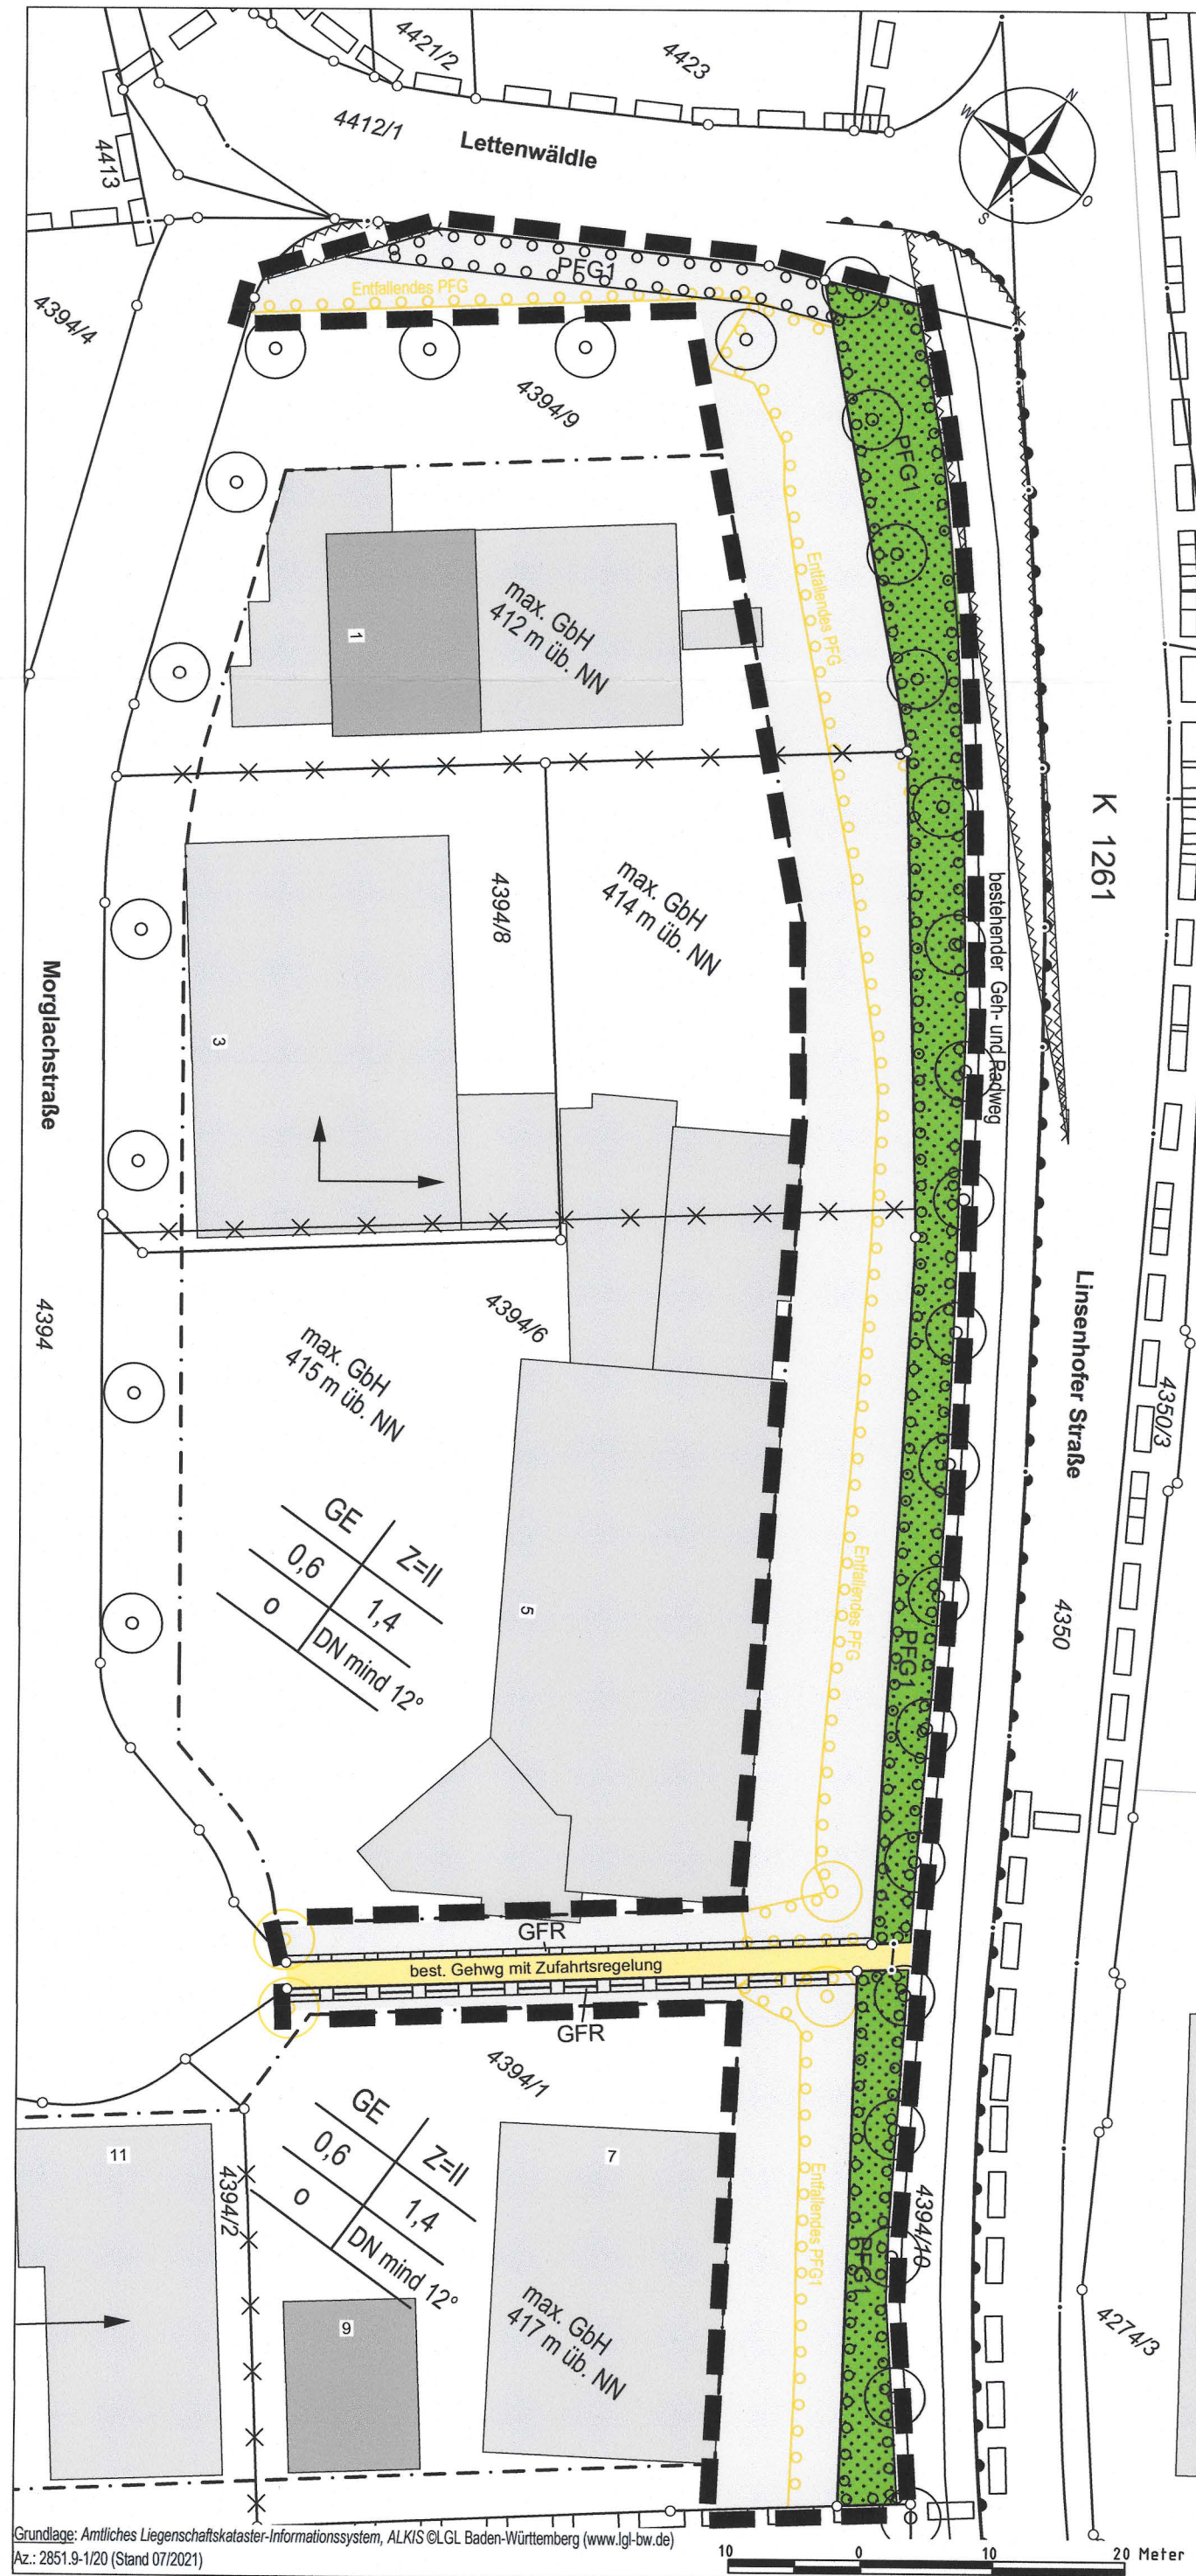 4421/2
4423
4412/1
Lettenwäldle
4413
N
W
O
S
PFG1
Entfallendes PFG
4394/4
4394/9
PFG1
Entfallendes PFG
max. GbH
412 m üb. NN
1
K 1261
max. GbH
414 m üb. NN
4394/8
bestehender Geh- und Radweg
Morglachstraße
3
Linsenhofer Straße
4394
4394/6
max. GbH
415 m üb. NN
4350/3
GE
Z=II
0,6
1,4
0
DN mind 12°
5
Entfallendes PFG
PFG1
4350
GFR
best. Gehwg mit Zufahrtsregelung
GFR
4394/1
GE
Z=II
0,6
1,4
0
DN mind 12°
11
4394/2
7
Entfallendes PFG1
PFG1
4394/10
9
max. GbH
417 m üb. NN
4274/3
Grundlage: Amtliches Liegenschaftskataster-Informationssystem, ALKIS ©LGL Baden-Württemberg (www.lgl-bw.de)
Az.: 2851.9-1/20 (Stand 07/2021)
10 0 10 20 Meter